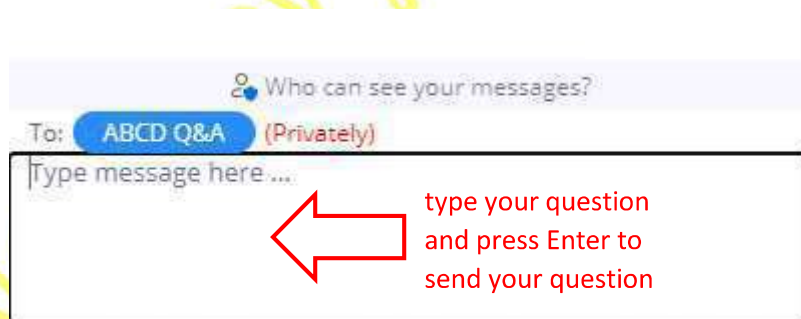 Who can see your messages?
To: ABCD Q&A (Privately)
Type message here ...
type your question
and press Enter to
send your question